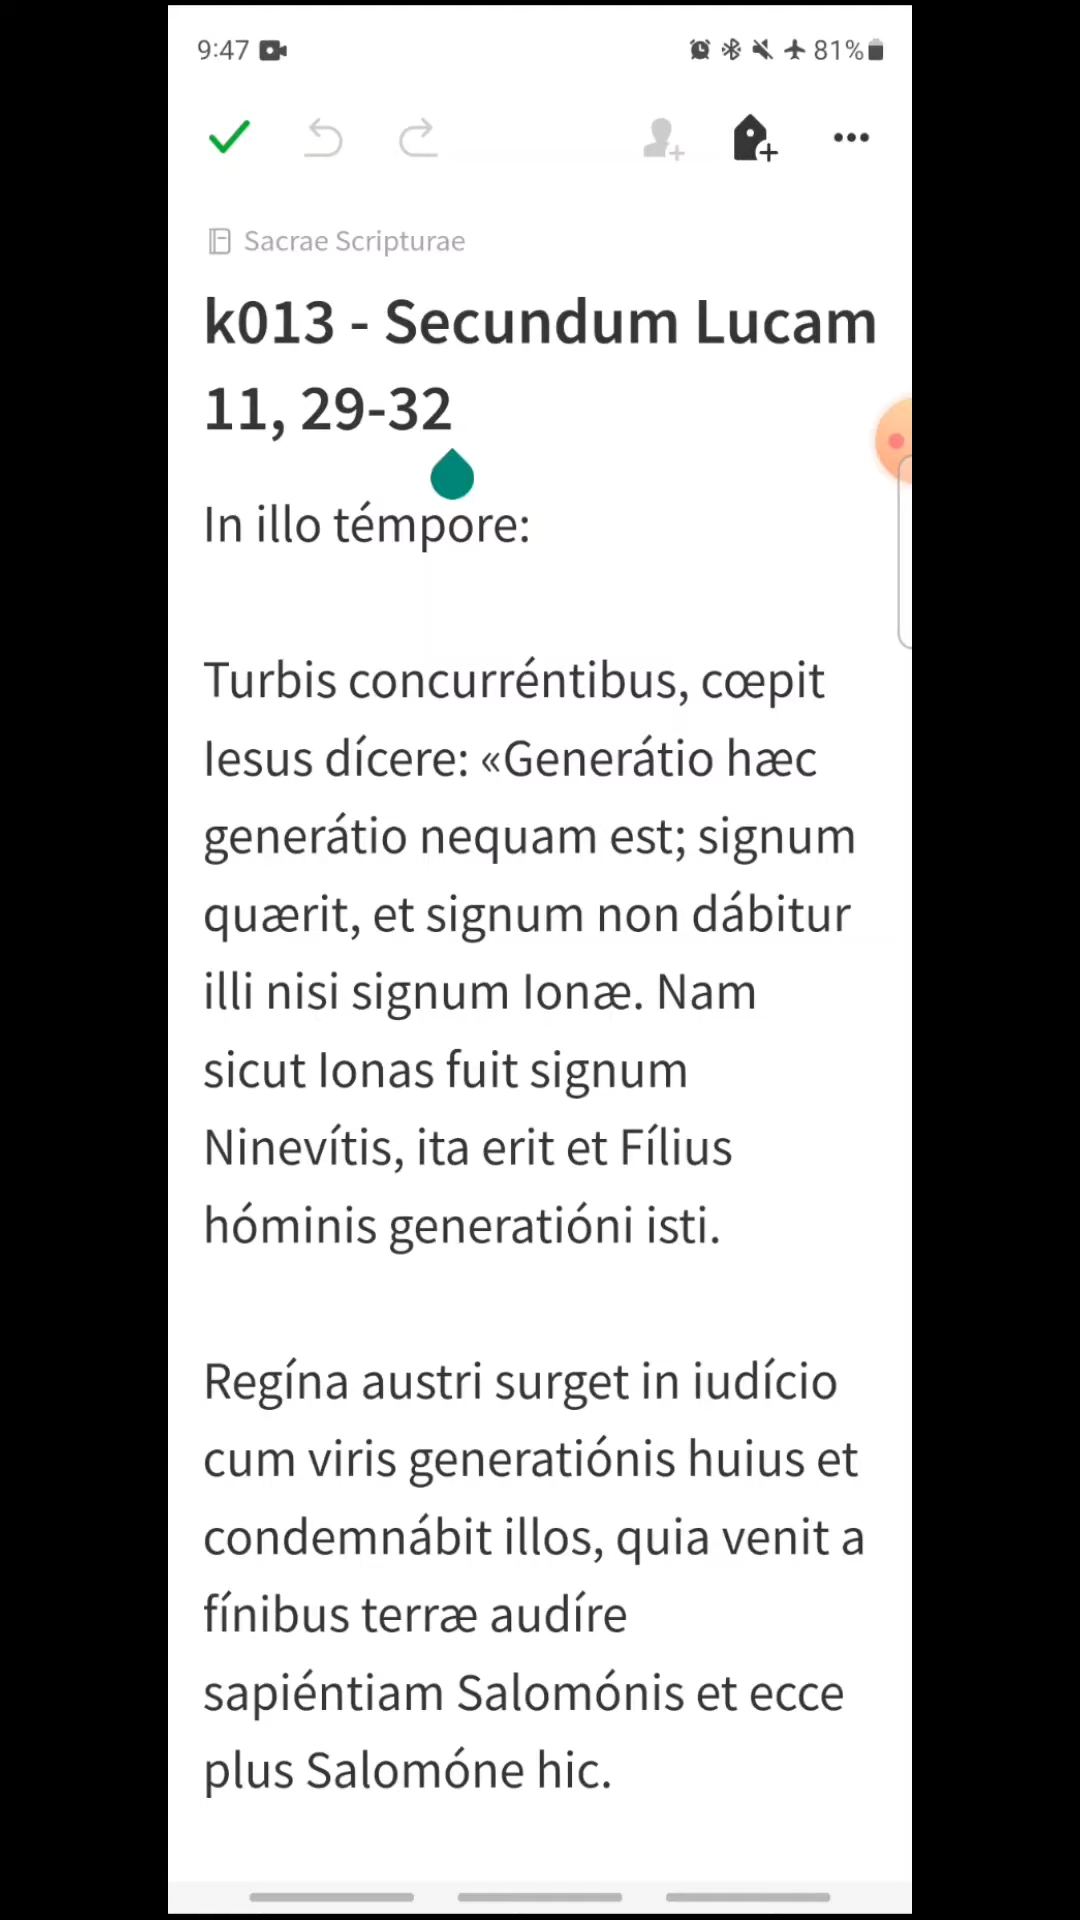 9:47
81%
Sacrae Scripturae
k013 - Secundum Lucam
11, 29-32
In illo témpore:
Turbis concurréntibus, cœpit
Iesus dícere: «Generátio hæc
generátio nequam est; signum
quærit, et signum non dábitur
illi nisi signum Ionæ. Nam
sicut Ionas fuit signum
Ninevítis, ita erit et Fílius
hóminis generatióni isti.
Regína austri surget in iudício
cum viris generatiónis huius et
condemnábit illos, quia venit a
fínibus terræ audíre
sapiéntiam Salomónis et ecce
plus Salomóne hic.